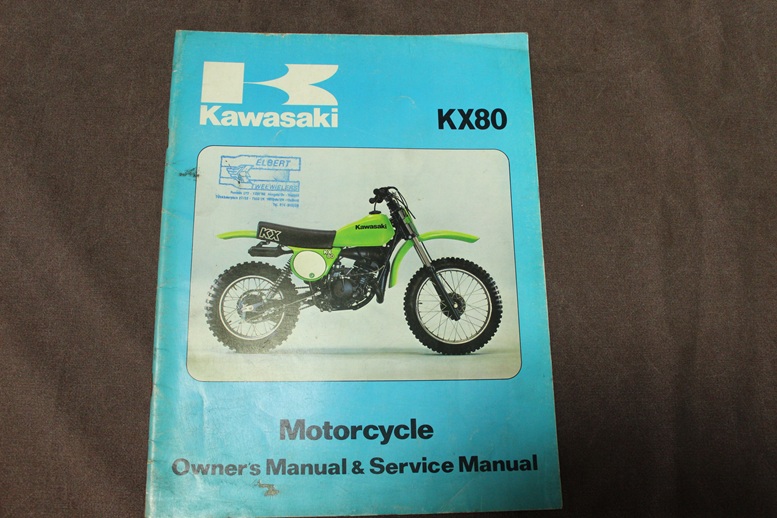 Kawasaki
KX80
ELBERT
TWEEWIELERS
Kawasaki
KX
Motorcycle
Owner's Manual & Service Manual